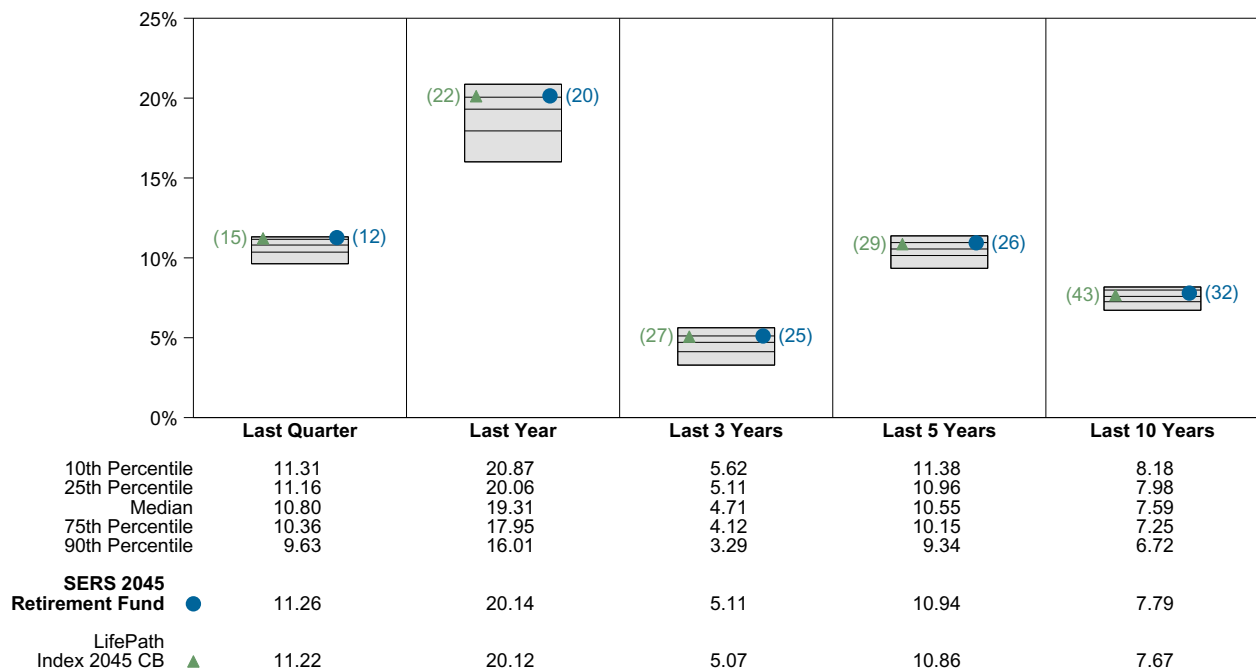 25%
20%
15%
10%
5%
0%
(15) (12)
(22) (20)
(27) (25)
(29) (26)
(43) (32)
Last Quarter Last Year Last 3 Years Last 5 Years Last 10 Years
10th Percentile 11.31 20.87 5.62 11.38 8.18
25th Percentile 11.16 20.06 5.11 10.96 7.98
Median 10.80 19.31 4.71 10.55 7.59
75th Percentile 10.36 17.95 4.12 10.15 7.25
90th Percentile 9.63 16.01 3.29 9.34 6.72
SERS 2045
Retirement Fund 11.26 20.14 5.11 10.94 7.79
LifePath
Index 2045 CB 11.22 20.12 5.07 10.86 7.67